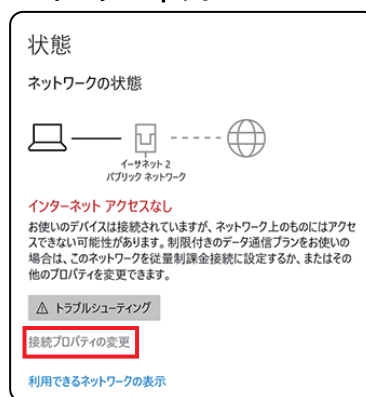 状態
ネットワークの状態
イーサネット 2
パブリック ネットワーク
インターネット アクセスなし
お使いのデバイスは接続されていますが、ネットワーク上のものにはアクセ
スできない可能性があります。制限付きのデータ通信プランをお使いの
場合は、このネットワークを従量制課金接続に設定するか、またはその
他のプロパティを変更できます。
トラブルシューティング
接続プロパティの変更
利用できるネットワークの表示